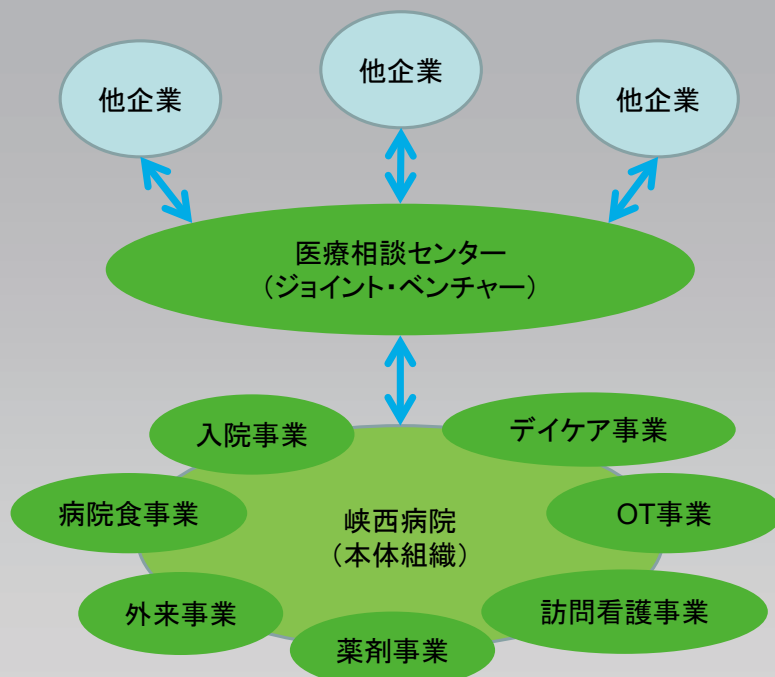 他企業
他企業
他企業
医療相談センター
（ジョイント・ベンチャー）
入院事業
デイケア事業
病院食事業
峡西病院
（本体組織）
OT事業
外来事業
訪問看護事業
薬剤事業